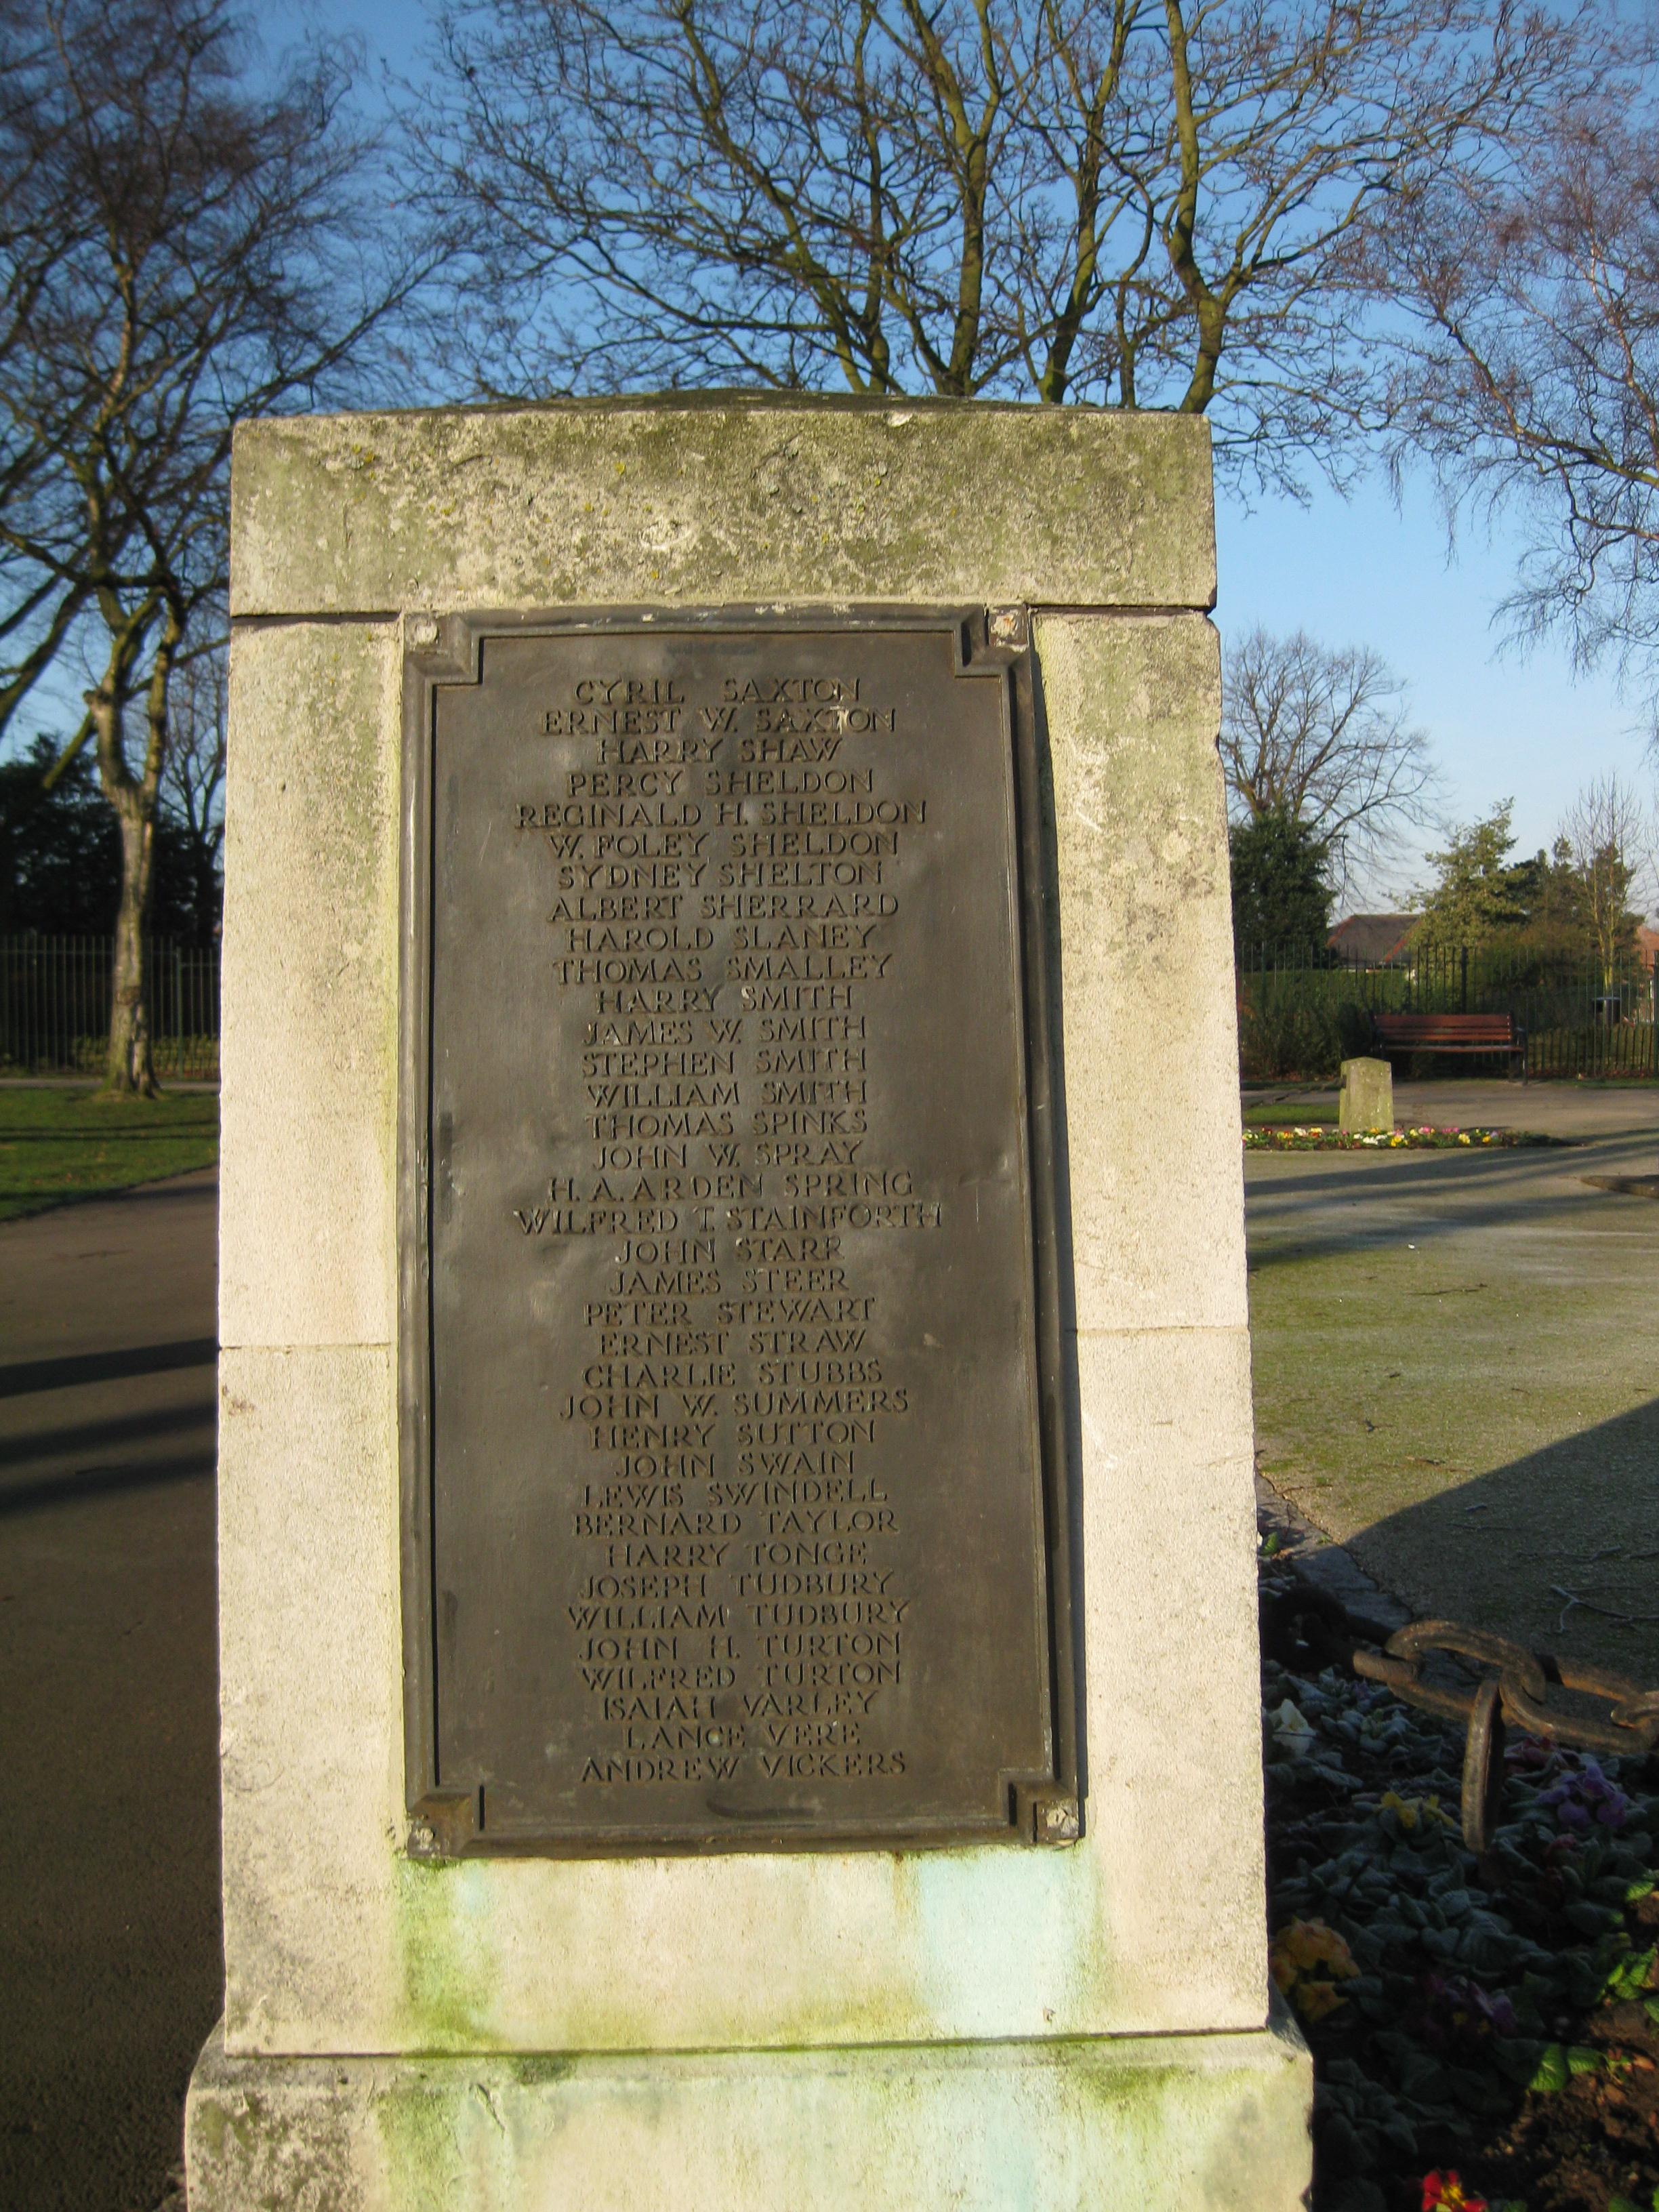 CYRIL SAXTON
ERNEST W. SAXTON
HARRY SHAW
PERCY SHELDON
REGINALD H. SHELDON
W. FOLEY SHELDON
SYDNEY SHELTON
ALBERT SHERRARD
HAROLD SLANEY
THOMAS SMALLEY
HARRY SMITH
JAMES W. SMITH
STEPHEN SMITH
WILLIAM SMITH
THOMAS SPINKS
JOHN W. SPRAY
H. A. ARDEN SPRING
WILFRED T. STAINFORTH
JOHN STARR
JAMES STEER
PETER STEWART
ERNEST STRAW
CHARLIE STUBBS
JOHN W. SUMMERS
HENRY SUTTON
JOHN SWAIN
LEWIS SWINDELL
BERNARD TAYLOR
HARRY TONGE
JOSEPH TUDBURY
WILLIAM TUDBURY
JOHN H. TURTON
WILFRED TURTON
ISAIAH VARLEY
LANCE VERE
ANDREW VICKERS